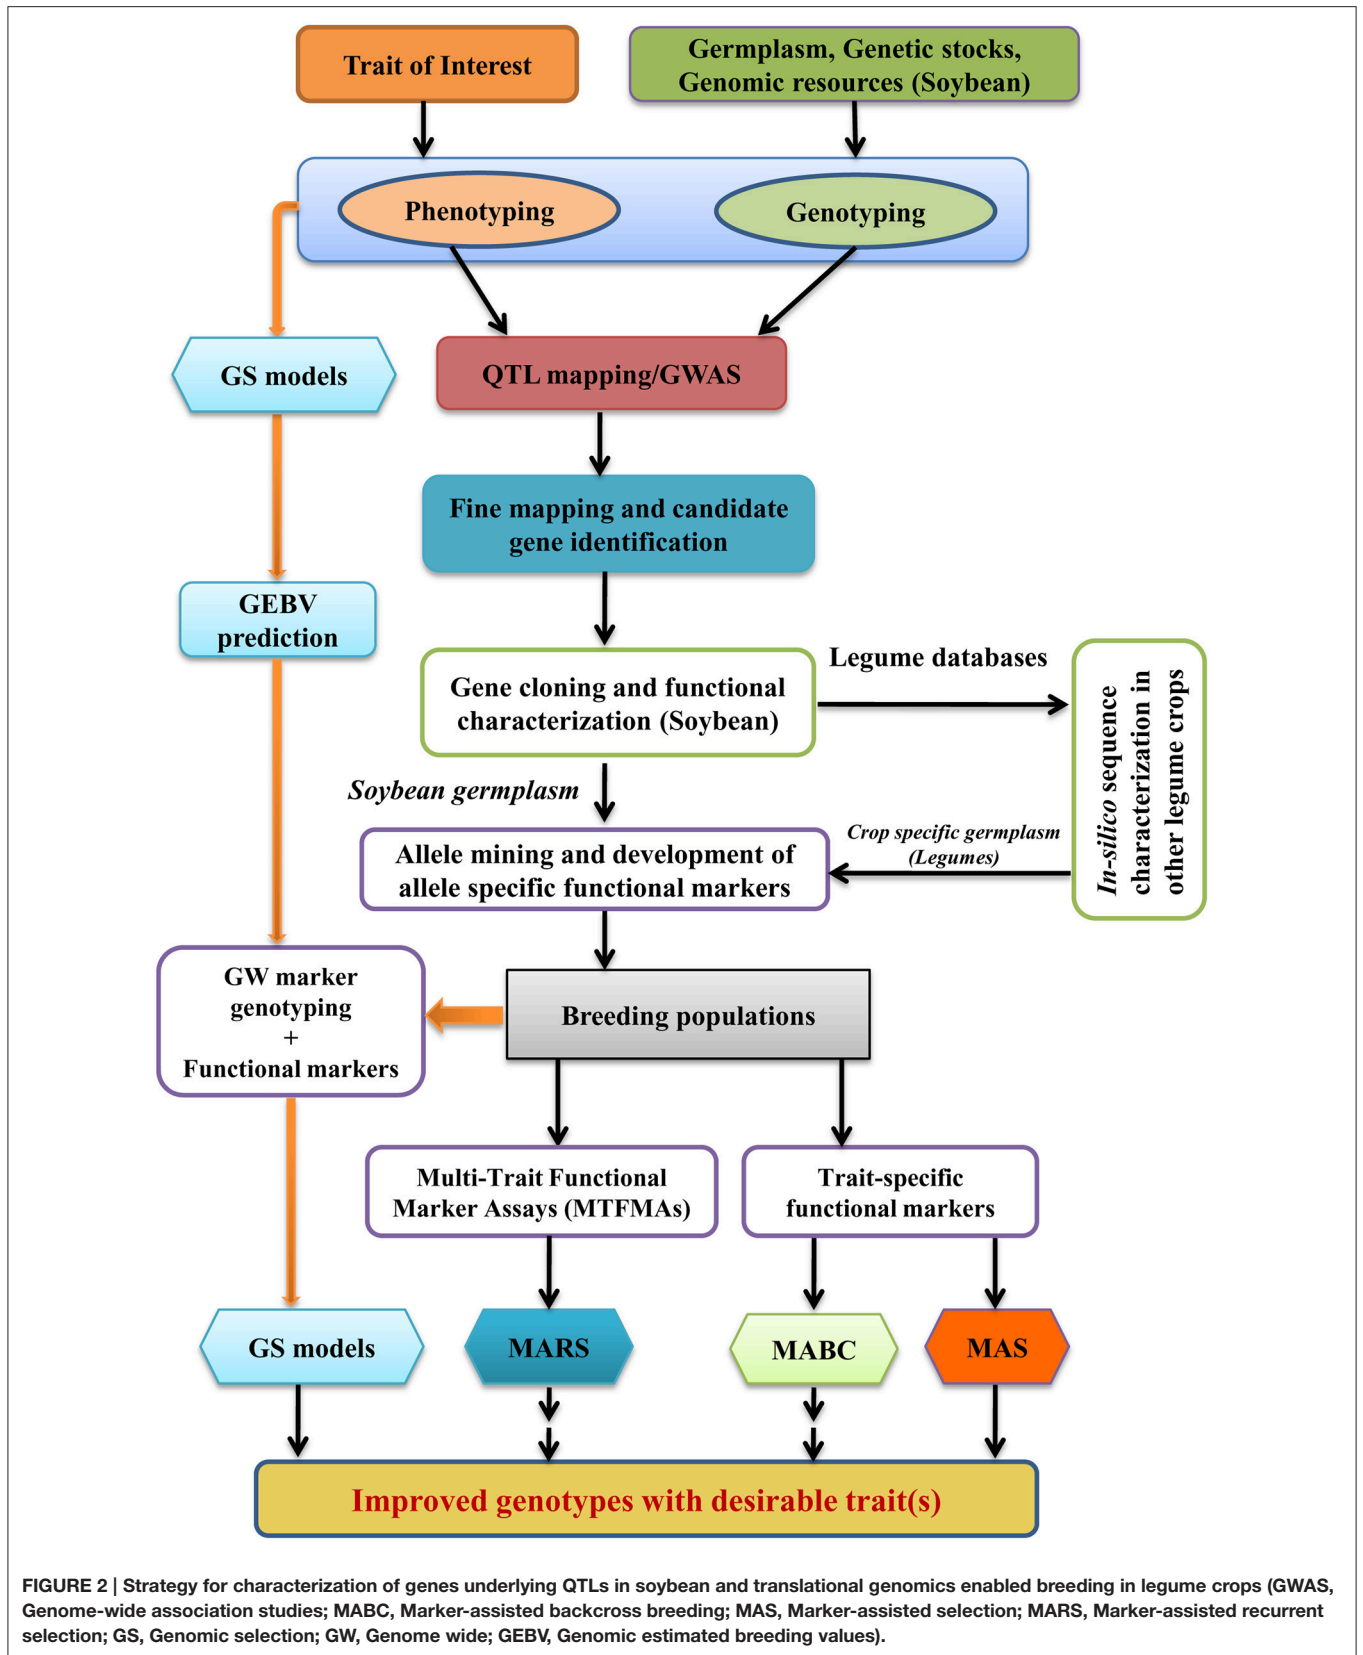 Trait of Interest
Germplasm, Genetic stocks,
Genomic resources (Soybean)
Phenotyping
Genotyping
GS models
QTL mapping/GWAS
Fine mapping and candidate
gene identification
GEBV
prediction
Gene cloning and functional
characterization (Soybean)
Legume databases
In-silico sequence
characterization in
other legume crops
Soybean germplasm
Crop specific germplasm
(Legumes)
Allele mining and development of
allele specific functional markers
GW marker
genotyping
+
Functional markers
Breeding populations
Multi-Trait Functional
Marker Assays (MTFMAs)
Trait-specific
functional markers
GS models
MARS
MABC
MAS
Improved genotypes with desirable trait(s)
FIGURE 2 | Strategy for characterization of genes underlying QTLs in soybean and translational genomics enabled breeding in legume crops (GWAS,
Genome-wide association studies; MABC, Marker-assisted backcross breeding; MAS, Marker-assisted selection; MARS, Marker-assisted recurrent
selection; GS, Genomic selection; GW, Genome wide; GEBV, Genomic estimated breeding values).